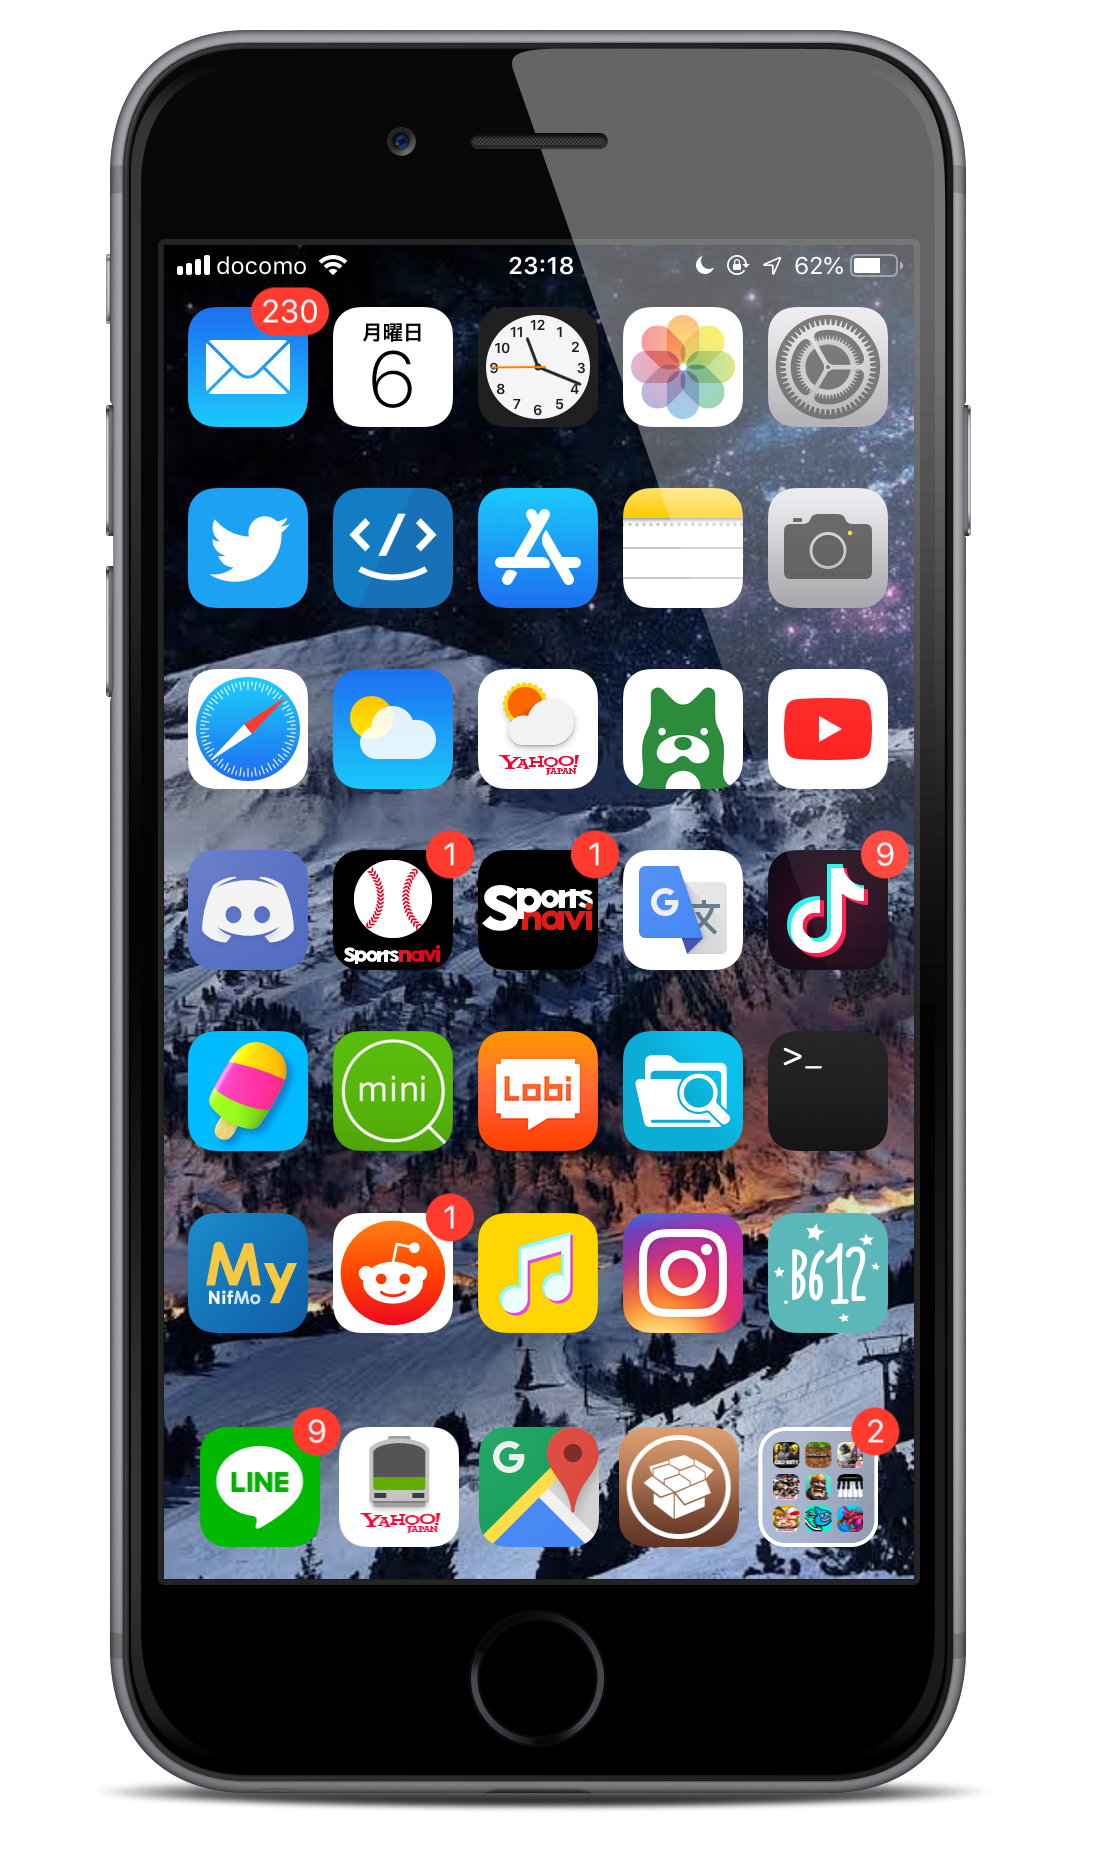 docomo 23:18 62%
230
月曜日
6
12
11 1
10 2
9 3
8 4
7 5
6
</>
YAHOO!
JAPAN
1
1
9
Sportsnavi
Sports
navi
G 文
mini
Lobi
>_
1
My
NifMo
B612
9
2
LINE
YAHOO!
JAPAN
G